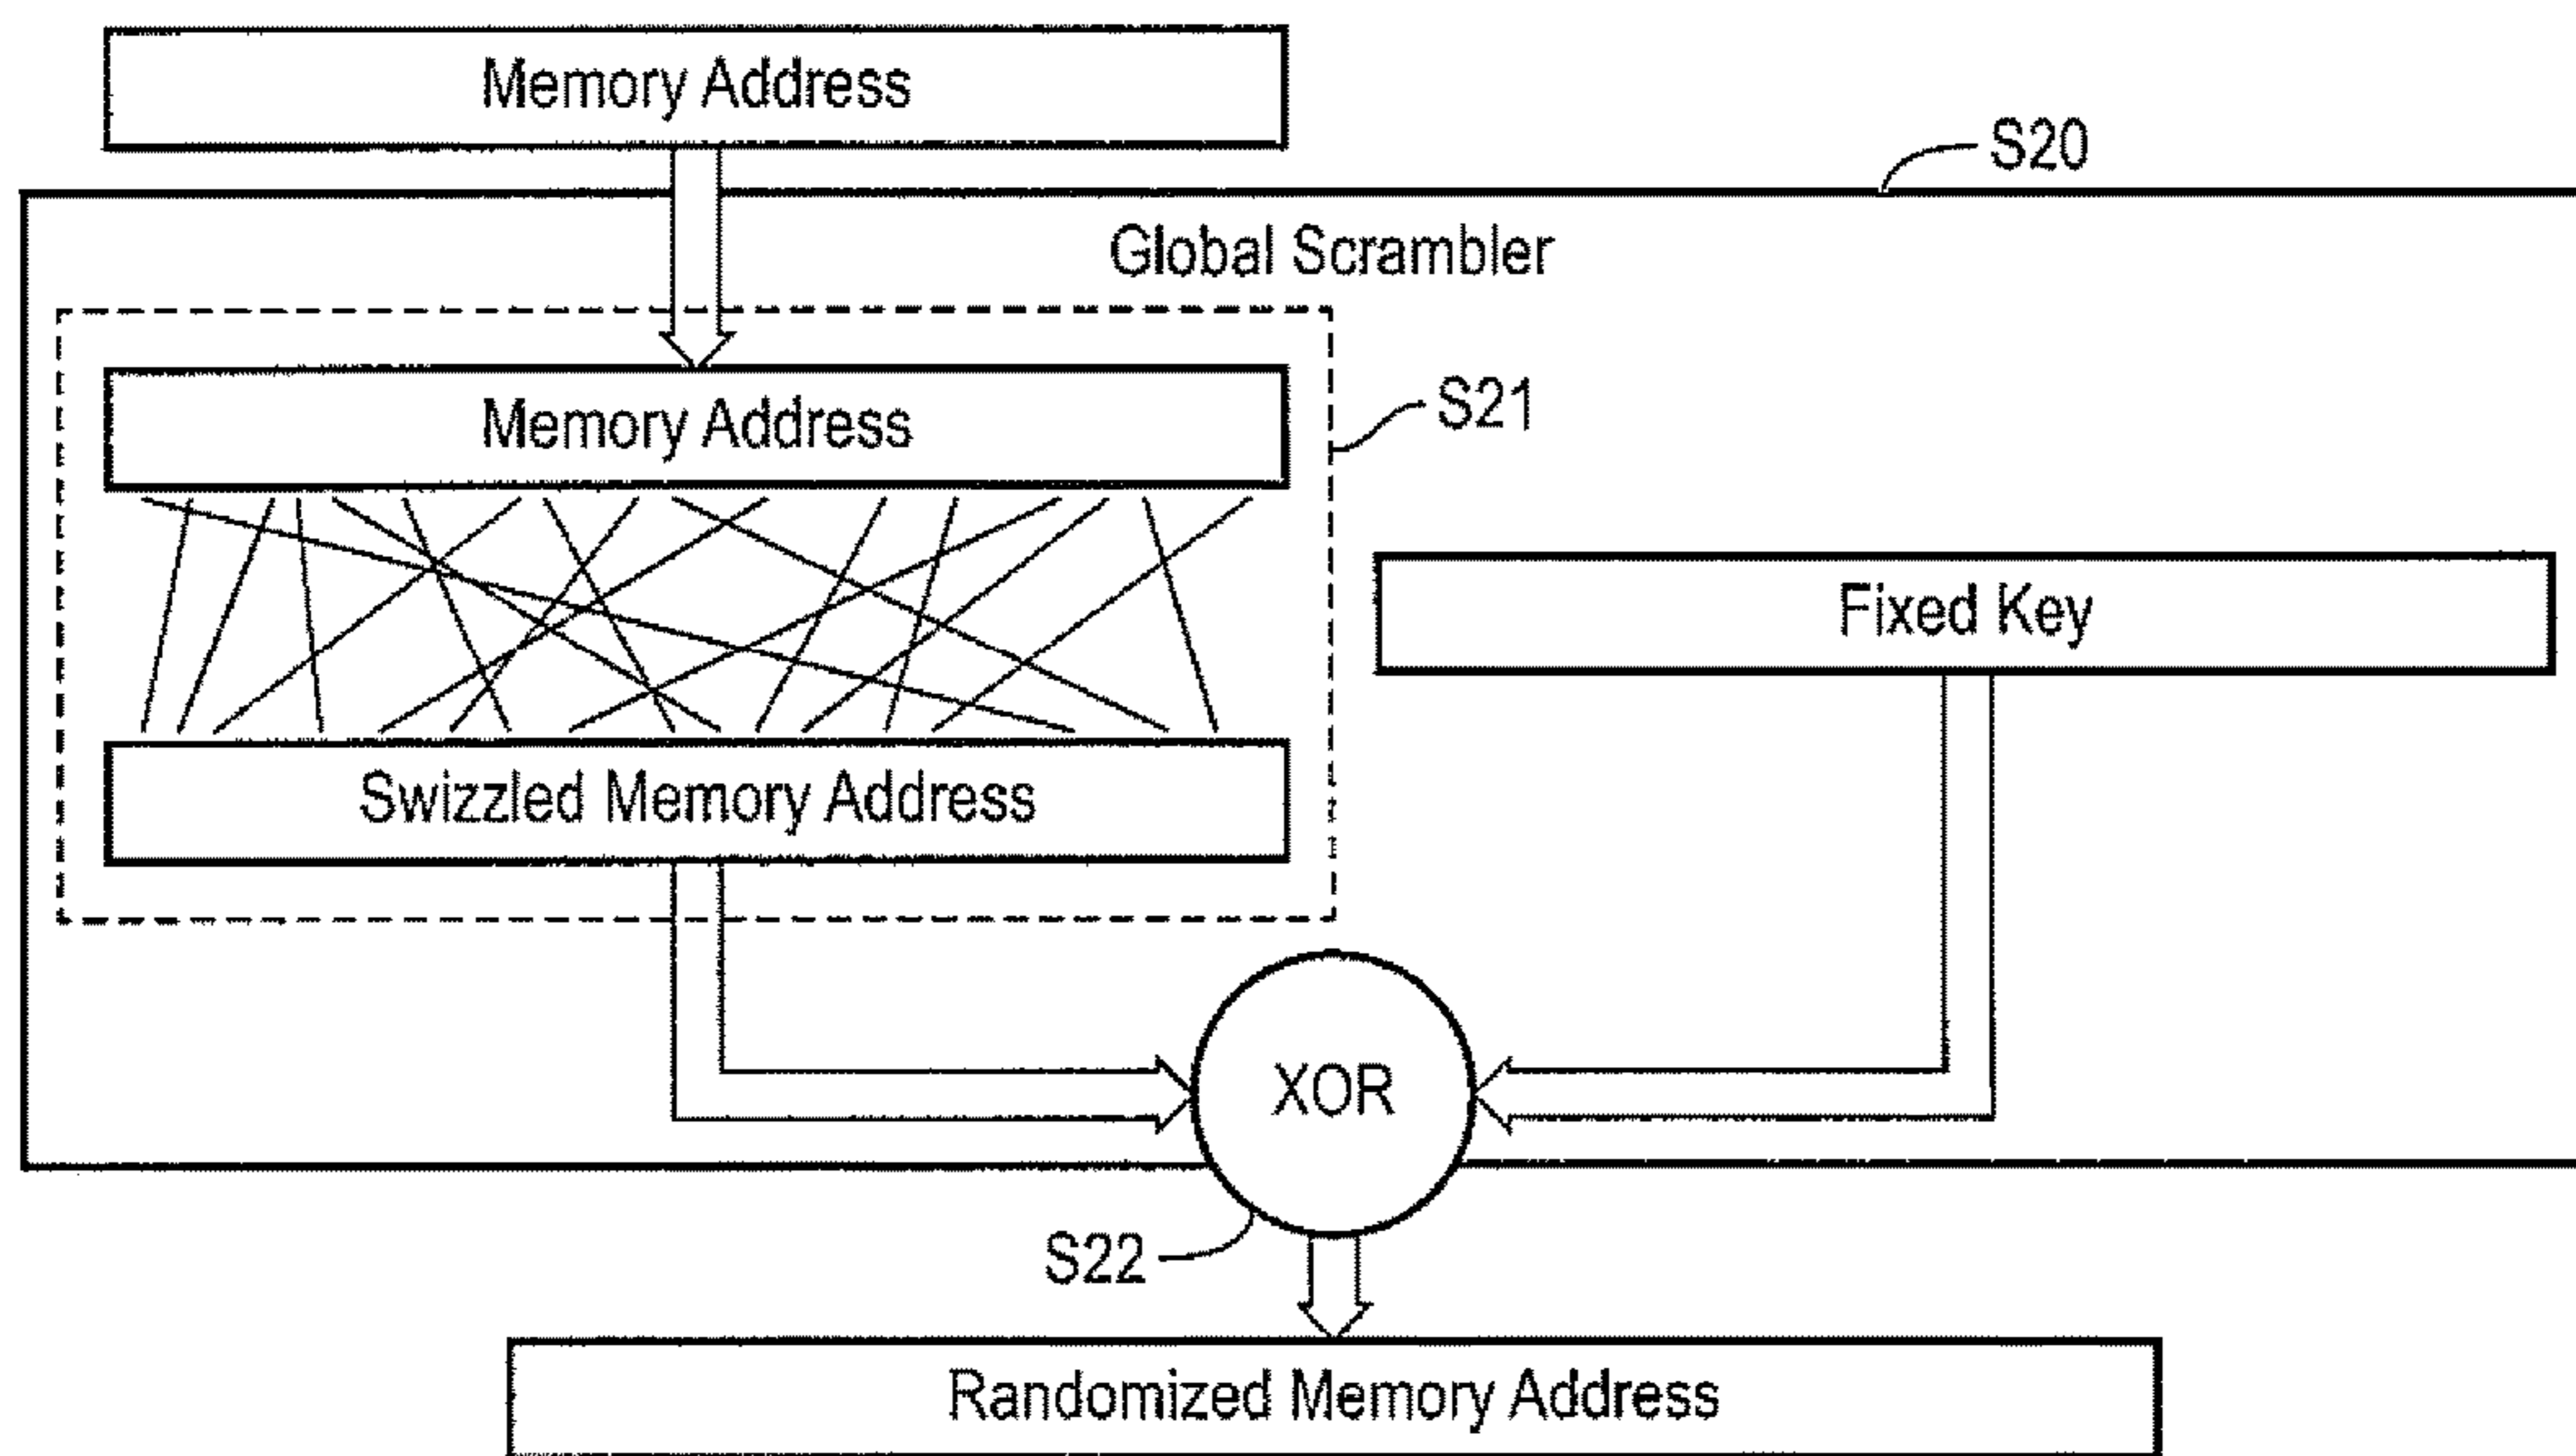 Memory Address
S20
Global Scrambler
Memory Address
S21
Fixed Key
Swizzled Memory Address
XOR
S22
Randomized Memory Address